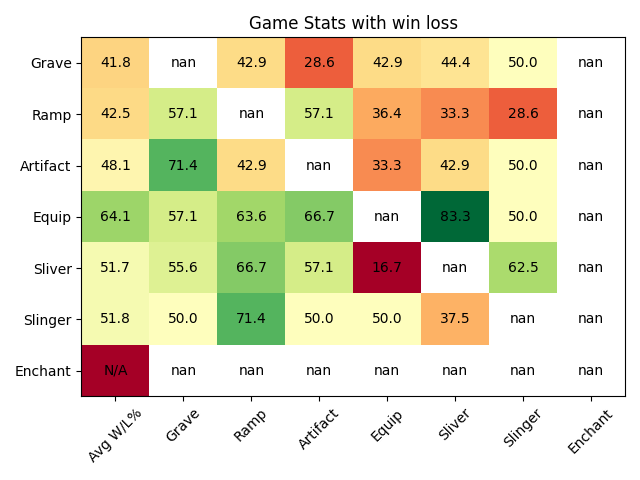 Game Stats with win loss
Grave 41.8 nan 42.9 28.6 42.9 44.4 50.0 nan
Ramp 42.5 57.1 nan 57.1 36.4 33.3 28.6 nan
Artifact 48.1 71.4 42.9 nan 33.3 42.9 50.0 nan
Equip 64.1 57.1 63.6 66.7 nan 83.3 50.0 nan
Sliver 51.7 55.6 66.7 57.1 16.7 nan 62.5 nan
Slinger 51.8 50.0 71.4 50.0 50.0 37.5 nan nan
Enchant N/A nan nan nan nan nan nan nan
Avg W/L% Grave Ramp Artifact Equip Sliver Slinger Enchant